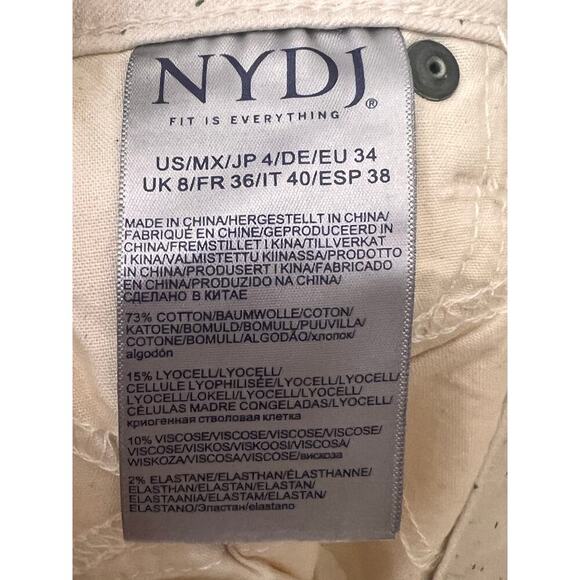 NYDJ®
FIT IS EVERYTHING
US/MX/JP 4/DE/EU 34
UK 8/FR 36/IT 40/ESP 38
MADE IN CHINA/HERGESTELLT IN CHINA/
FABRIQUÉ EN CHINE/GEPRODUCEERD IN
CHINA/FREMSTILLET I KINA/TILLVERKAT
I KINA/VALMISTETTU KIINASSA/PRODOTTO
IN CHINA/PRODUSERT I KINA/FABRICADO
EN CHINA/PRODUZIDO NA CHINA/
СДЕЛАНО В КИТАЕ
73% COTTON/BAUMWOLLE/COTON/
KATOEN/BOMULD/BOMULL/PUUVILLA/
COTONE/BOMULL/ALGODÃO/хлопок/
algodón
15% LYOCELL/LYOCELL/
CELLULE LYOPHILISÉE/LYOCELL/LYOCELL/
LYOCELL/LOKELI/LYOCELL/LYOCELL/
CÉLULAS MADRE CONGELADAS/LYOCELL/
криогенная стволовая клетка
10% VISCOSE/VISCOSE/VISCOSE/VISCOSE/
VISCOSE/VISKOS/VISKOOSI/VISCOSA/
WISKOZA/VISCOSA/VISCOSE/вискоза
2% ELASTANE/ELASTHAN/ÉLASTHANNE/
ELASTHAN/ELASTAN/ELASTAN/
ELASTAANIA/ELASTAM/ELASTAN/
ELASTANO/Эластан/elastano